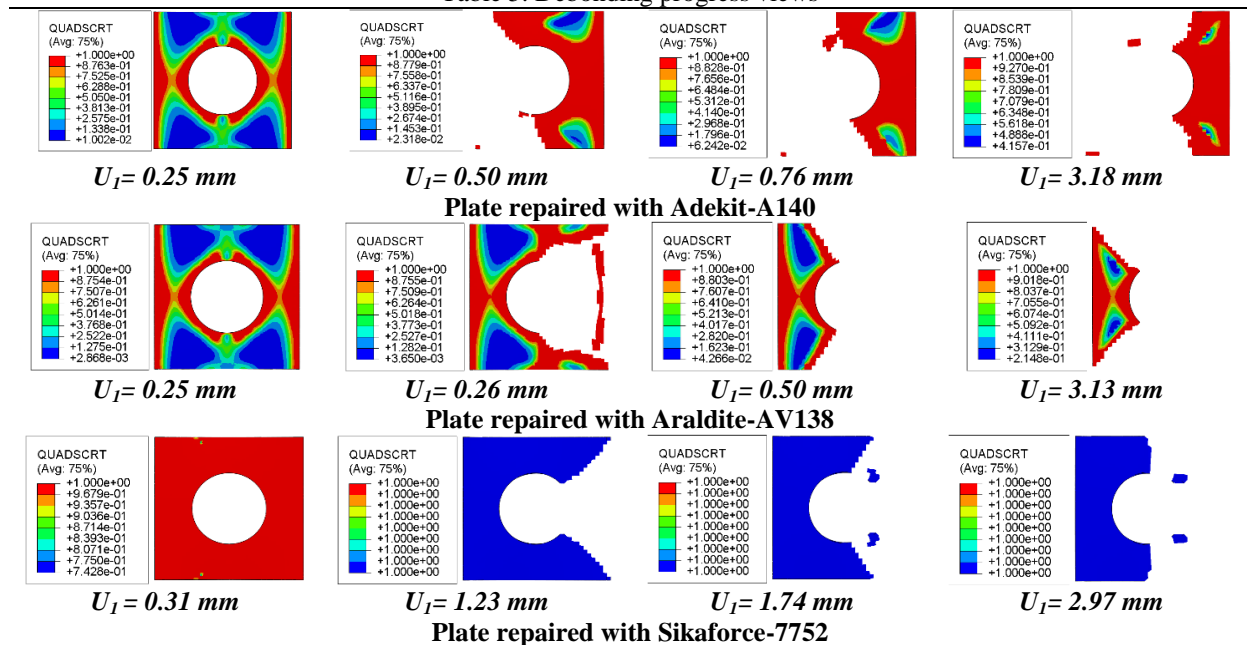 Table 3. Debonding progress views
QUADSCRT
(Avg: 75%)
+1.000e+00
+8.763e-01
+7.525e-01
+6.288e-01
+5.050e-01
+3.813e-01
+2.575e-01
+1.338e-01
+1.002e-02
QUADSCRT
(Avg: 75%)
+1.000e+00
+8.779e-01
+7.558e-01
+6.337e-01
+5.116e-01
+3.895e-01
+2.674e-01
+1.453e-01
+2.318e-02
QUADSCRT
(Avg: 75%)
+1.000e+00
+8.828e-01
+7.656e-01
+6.484e-01
+5.312e-01
+4.140e-01
+2.968e-01
+1.796e-01
+6.242e-02
QUADSCRT
(Avg: 75%)
+1.000e+00
+9.270e-01
+8.539e-01
+7.809e-01
+7.079e-01
+6.348e-01
+5.618e-01
+4.888e-01
+4.157e-01
U1= 0.25 mm
U1= 0.50 mm
U1= 0.76 mm
U1= 3.18 mm
Plate repaired with Adekit-A140
QUADSCRT
(Avg: 75%)
+1.000e+00
+8.754e-01
+7.507e-01
+6.261e-01
+5.014e-01
+3.768e-01
+2.522e-01
+1.275e-01
+2.868e-03
QUADSCRT
(Avg: 75%)
+1.000e+00
+8.755e-01
+7.509e-01
+6.264e-01
+5.018e-01
+3.773e-01
+2.527e-01
+1.282e-01
+3.650e-03
QUADSCRT
(Avg: 75%)
+1.000e+00
+8.803e-01
+7.607e-01
+6.410e-01
+5.213e-01
+4.017e-01
+2.820e-01
+1.623e-01
+4.266e-02
QUADSCRT
(Avg: 75%)
+1.000e+00
+9.018e-01
+8.037e-01
+7.055e-01
+6.074e-01
+5.092e-01
+4.111e-01
+3.129e-01
+2.148e-01
U1= 0.25 mm
U1= 0.26 mm
U1= 0.50 mm
U1= 3.13 mm
Plate repaired with Araldite-AV138
QUADSCRT
(Avg: 75%)
+1.000e+00
+9.679e-01
+9.357e-01
+9.036e-01
+8.714e-01
+8.393e-01
+8.071e-01
+7.750e-01
+7.428e-01
QUADSCRT
(Avg: 75%)
+1.000e+00
+1.000e+00
+1.000e+00
+1.000e+00
+1.000e+00
+1.000e+00
+1.000e+00
+1.000e+00
+1.000e+00
QUADSCRT
(Avg: 75%)
+1.000e+00
+1.000e+00
+1.000e+00
+1.000e+00
+1.000e+00
+1.000e+00
+1.000e+00
+1.000e+00
+1.000e+00
QUADSCRT
(Avg: 75%)
+1.000e+00
+1.000e+00
+1.000e+00
+1.000e+00
+1.000e+00
+1.000e+00
+1.000e+00
+1.000e+00
+1.000e+00
U1 = 0.31 mm
U1= 1.23 mm
U1= 1.74 mm
U1= 2.97 mm
Plate repaired with Sikaforce-7752